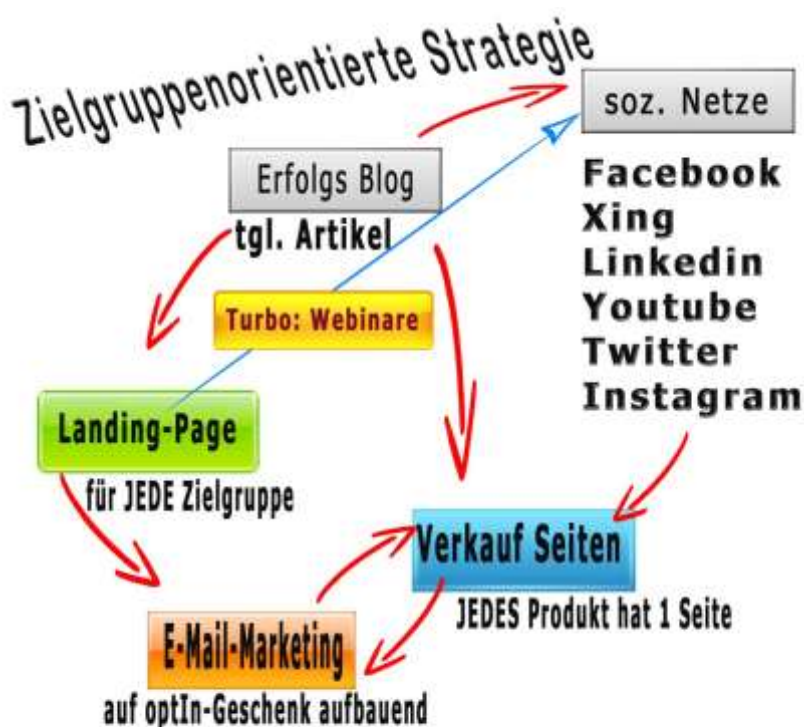 Zielgruppenorientierte Strategie
soz. Netze
Erfolgs Blog
tgl. Artikel
Facebook
Xing
Linkedin
Youtube
Twitter
Instagram
Turbo: Webinare
Landing-Page
für JEDE Zielgruppe
Verkauf Seiten
JEDES Produkt hat 1 Seite
E-Mail-Marketing
auf optIn-Geschenk aufbauend